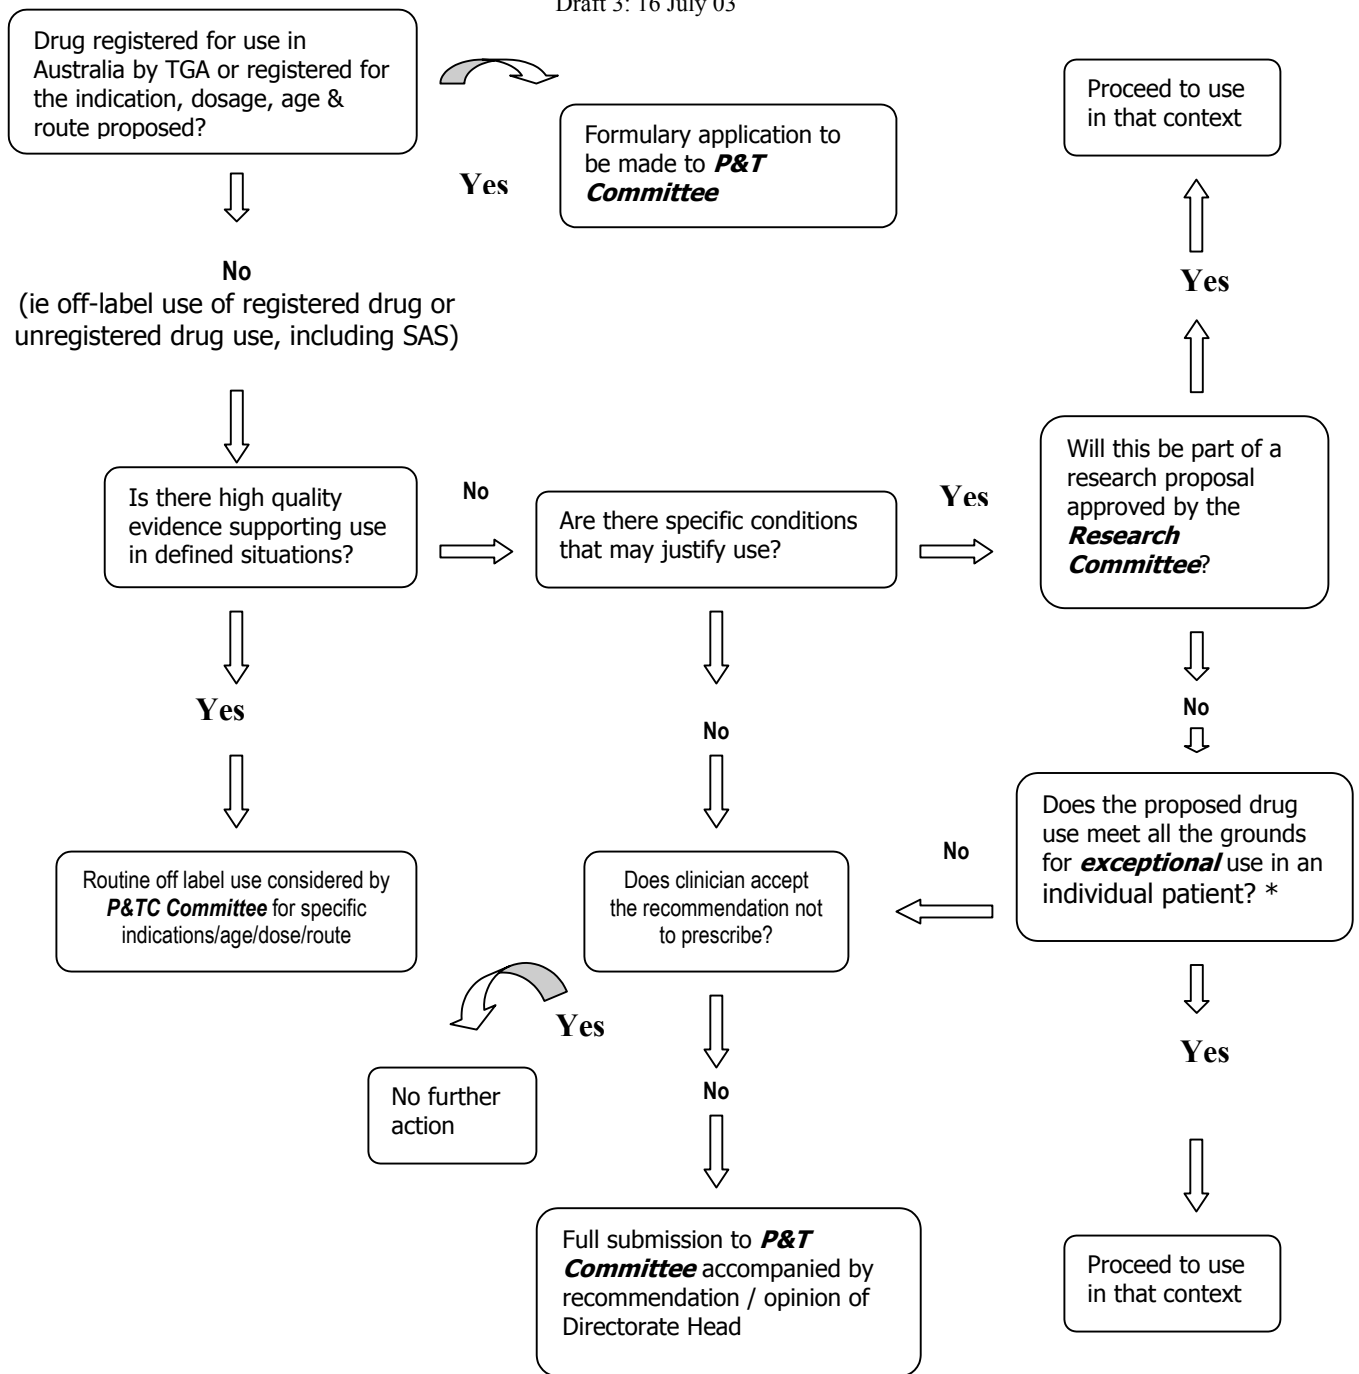 Draft 3: 16 July 03
Drug registered for use in
Australia by TGA or registered for
the indication, dosage, age &
route proposed?
Yes
Formulary application to
be made to P&T
Committee
Proceed to use
in that context
Yes
No
(ie off-label use of registered drug or
unregistered drug use, including SAS)
Is there high quality
evidence supporting use
in defined situations?
No
Are there specific conditions
that may justify use?
Yes
Will this be part of a
research proposal
approved by the
Research
Committee?
Yes
No
No
Routine off label use considered by
P&TC Committee for specific
indications/age/dose/route
Does clinician accept
the recommendation not
to prescribe?
No
Does the proposed drug
use meet all the grounds
for exceptional use in an
individual patient? *
Yes
No further
action
No
Yes
Full submission to P&T
Committee accompanied by
recommendation / opinion of
Directorate Head
Proceed to use
in that context